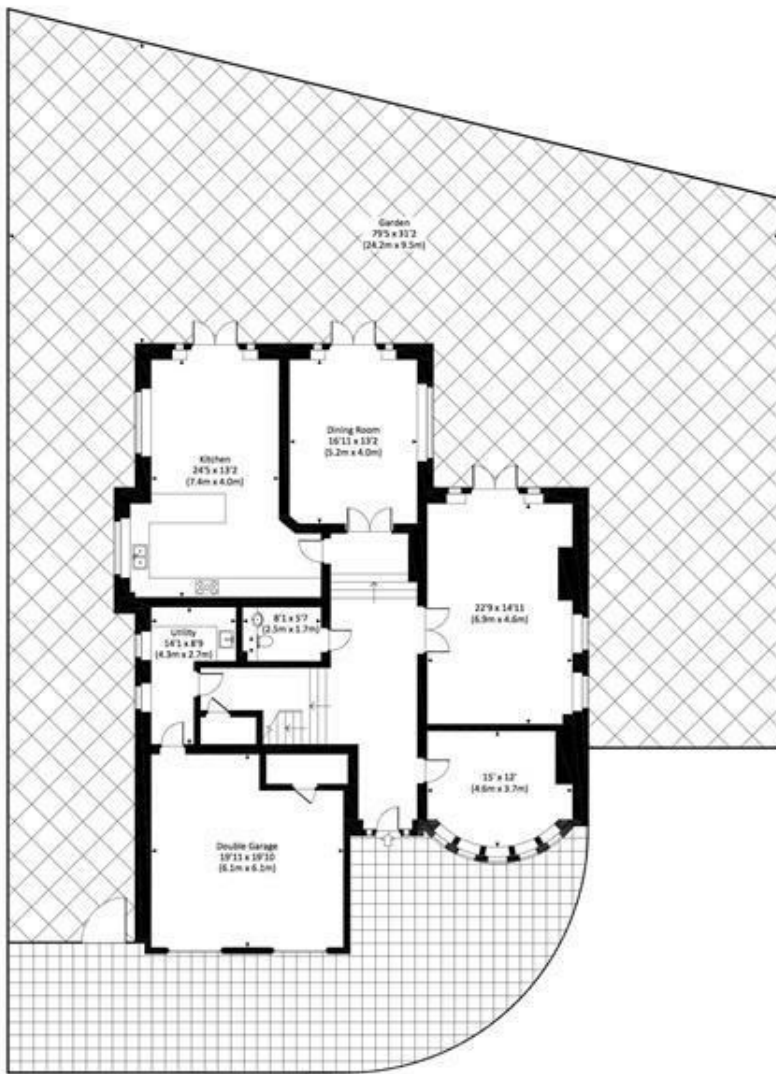 Garden
79'5 x 31'2
(24.2m x 9.5m)
Dining Room
16'11 x 13'2
(5.2m x 4.0m)
Kitchen
24'5 x 13'2
(7.4m x 4.0m)
22'9 x 14'11
(6.9m x 4.6m)
8'1 x 5'7
(2.5m x 1.7m)
Utility
14'1 x 8'9
(4.3m x 2.7m)
15' x 12'
(4.6m x 3.7m)
Double Garage
19'11 x 19'10
(6.1m x 6.1m)